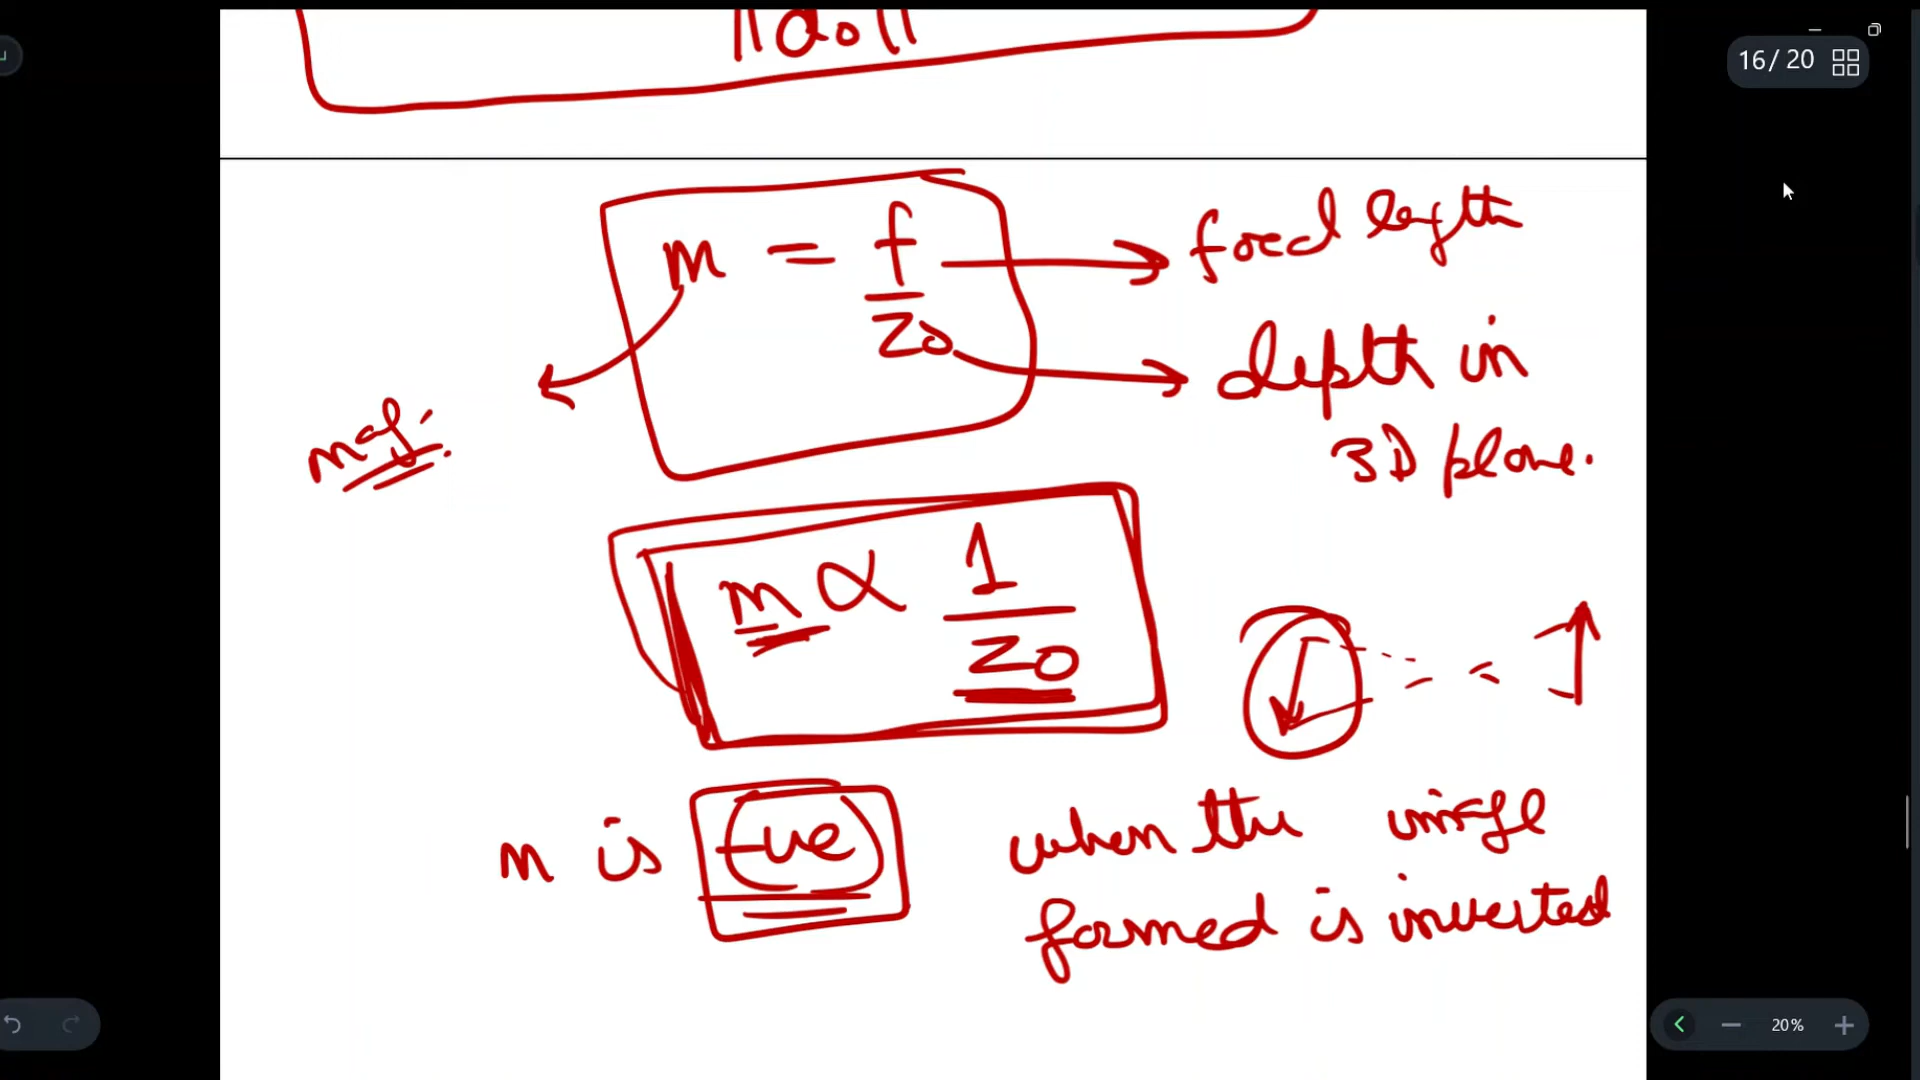 ||do||
16/ 20
m = f/zo
focal length
depth in
3D plane.
mag.
m ∝ 1/zo
m is -ve when the image
formed is inverted
20%